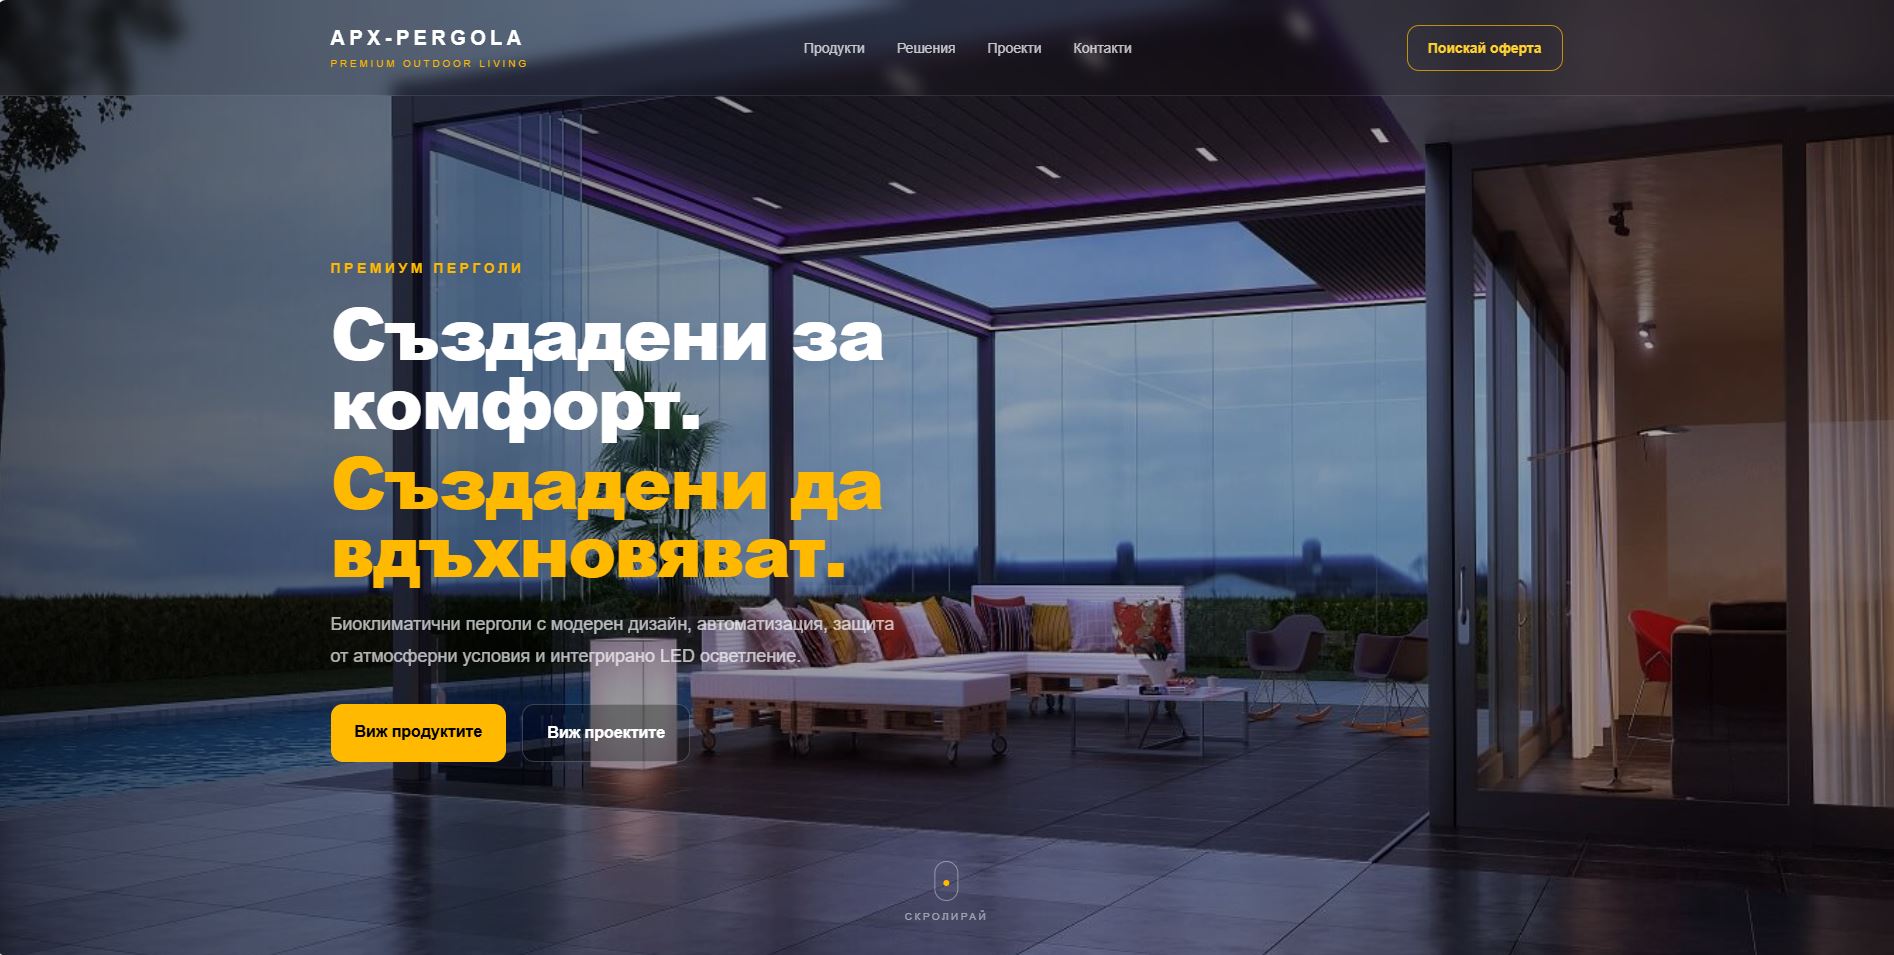 APX-PERGOLA
PREMIUM OUTDOOR LIVING
Продукти
Решения
Проекти
Контакти
Поискай оферта
ПРЕМИУМ ПЕРГОЛИ
Създадени за
комфорт.
Създадени да
вдъхновяват.
Биоклиматични перголи с модерен дизайн, автоматизация, защита
от атмосферни условия и интегрирано LED осветление.
Виж продуктите
Виж проектите
СКРОЛИРАЙ